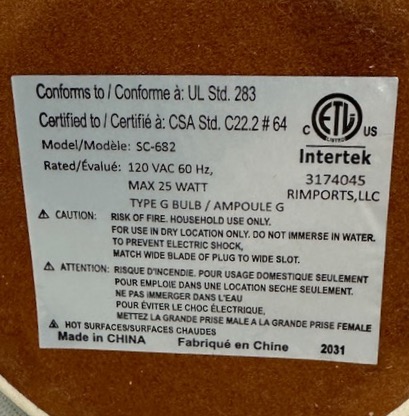 Conforms to / Conforme à: UL Std. 283
Certified to / Certifié à: CSA Std. C22.2 # 64
Model/Modèle: SC-682
Rated/Évalué: 120 VAC 60 Hz,
MAX 25 WATT
TYPE G BULB / AMPOULE G
C ETL US
Intertek
3174045
RIMPORTS,LLC
⚠ CAUTION: RISK OF FIRE. HOUSEHOLD USE ONLY.
FOR USE IN DRY LOCATION ONLY. DO NOT IMMERSE IN WATER.
TO PREVENT ELECTRIC SHOCK,
MATCH WIDE BLADE OF PLUG TO WIDE SLOT.
⚠ ATTENTION: RISQUE D'INCENDIE. POUR USAGE DOMESTIQUE SEULEMENT
POUR EMPLOIE DANS UNE LOCATION SECHE SEULEMENT.
NE PAS IMMERGER DANS L'EAU
POUR ÉVITER LE CHOC ÉLECTRIQUE,
METTEZ LA GRANDE PRISE MALE A LA GRANDE PRISE FEMALE
⚠ HOT SURFACES/SURFACES CHAUDES
Made in CHINA Fabriqué en Chine 2031